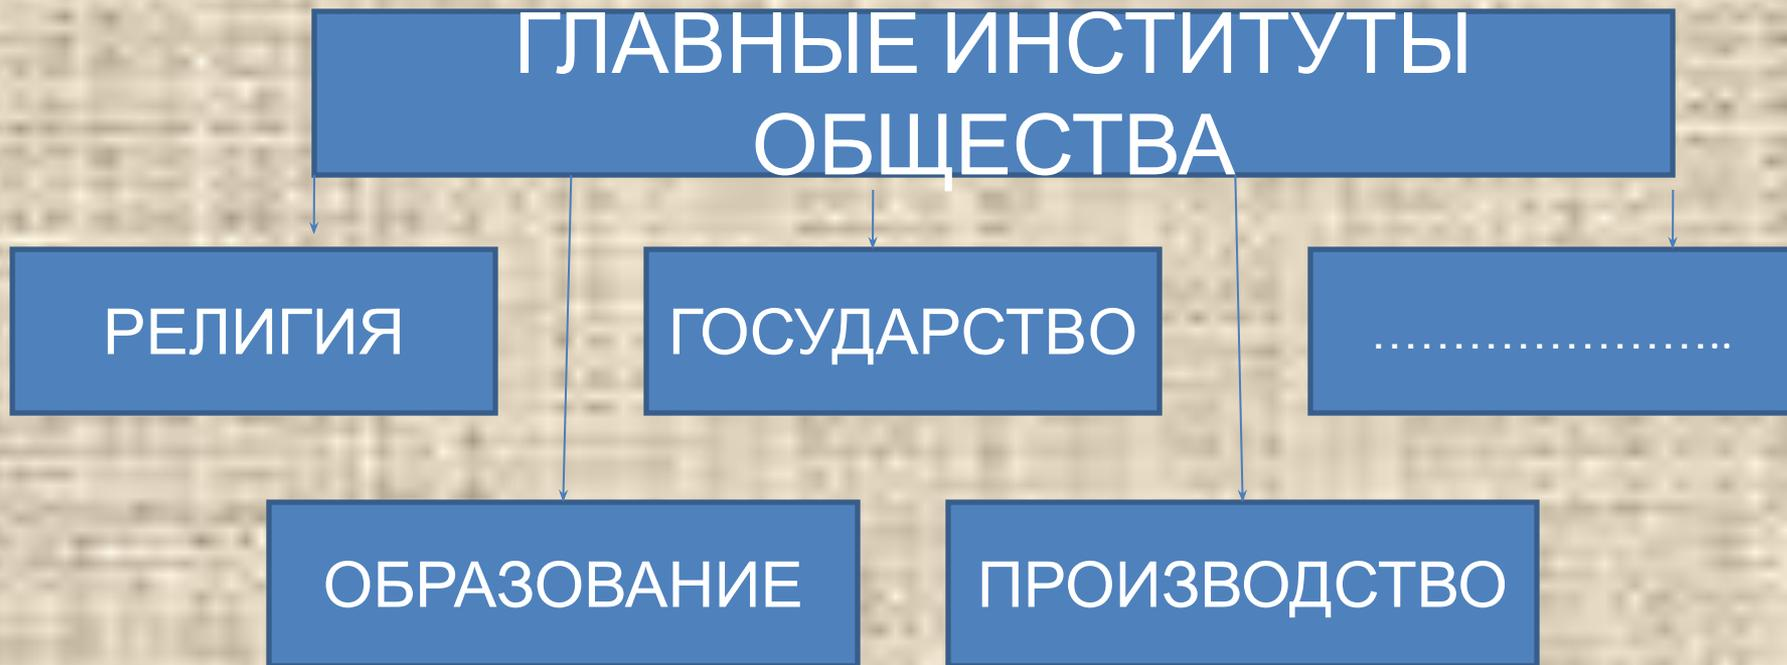 ГЛАВНЫЕ ИНСТИТУТЫ
ОБЩЕСТВА
РЕЛИГИЯ
ГОСУДАРСТВО
……………………..
ОБРАЗОВАНИЕ
ПРОИЗВОДСТВО